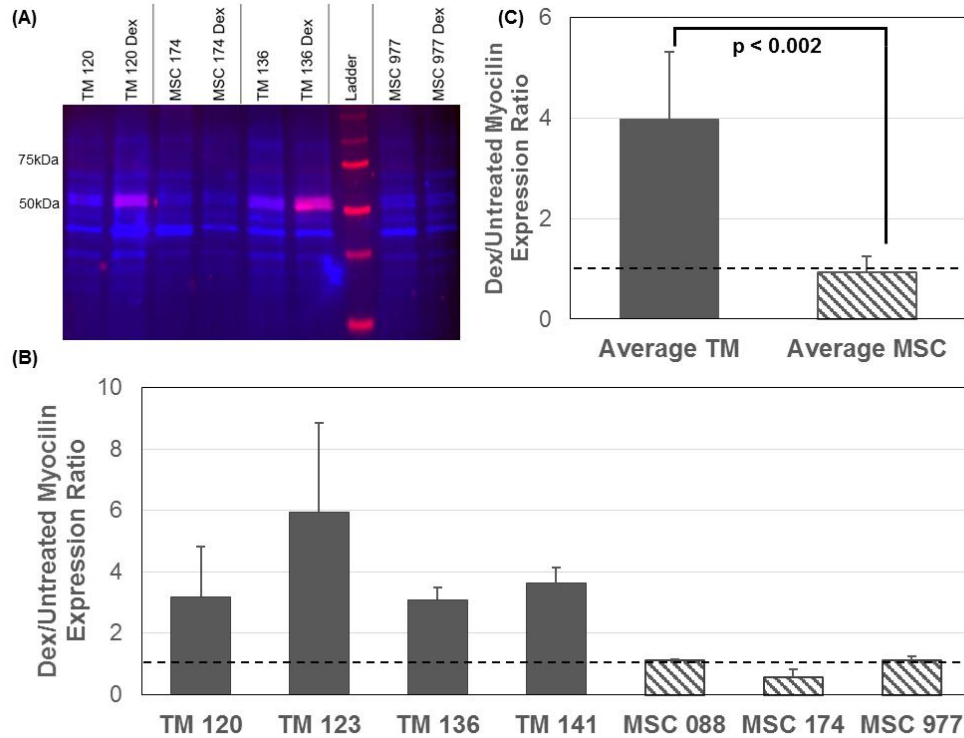 (A)
TM 120
TM 120 Dex
MSC 174
MSC 174 Dex
TM 136
TM 136 Dex
Ladder
MSC 977
MSC 977 Dex
75kDa
50kDa
(C)
Dex/Untreated Myocilin
Expression Ratio
6
4
2
0
p < 0.002
Average TM
Average MSC
(B)
Dex/Untreated Myocilin
Expression Ratio
10
8
6
4
2
0
TM 120
TM 123
TM 136
TM 141
MSC 088
MSC 174
MSC 977